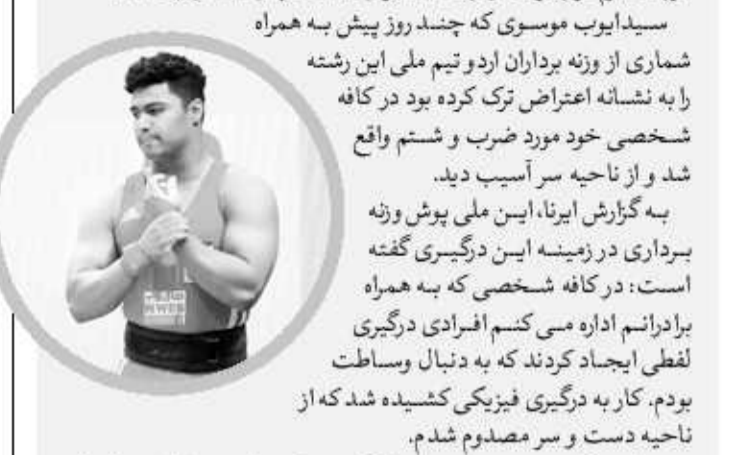 سیدایوب موسوی که چند روز پیش به همراه
شماری از وزنه برداران اردو تیم ملی این رشته
را به نشانه اعتراض ترک کرده بود در کافه
شخصی خود مورد ضرب و شتم واقع
شد و از ناحیه سر آسیب دید.
به گزارش ایرنا، این ملی پوش وزنه
برداری در زمینه این درگیری گفته
است: در کافه شخصی که به همراه
برادرانم اداره می کنم افرادی درگیری
لفظی ایجاد کردند که به دنبال وساطت
بودم. کار به درگیری فیزیکی کشیده شد که از
ناحیه دست و سر مصدوم شدم.